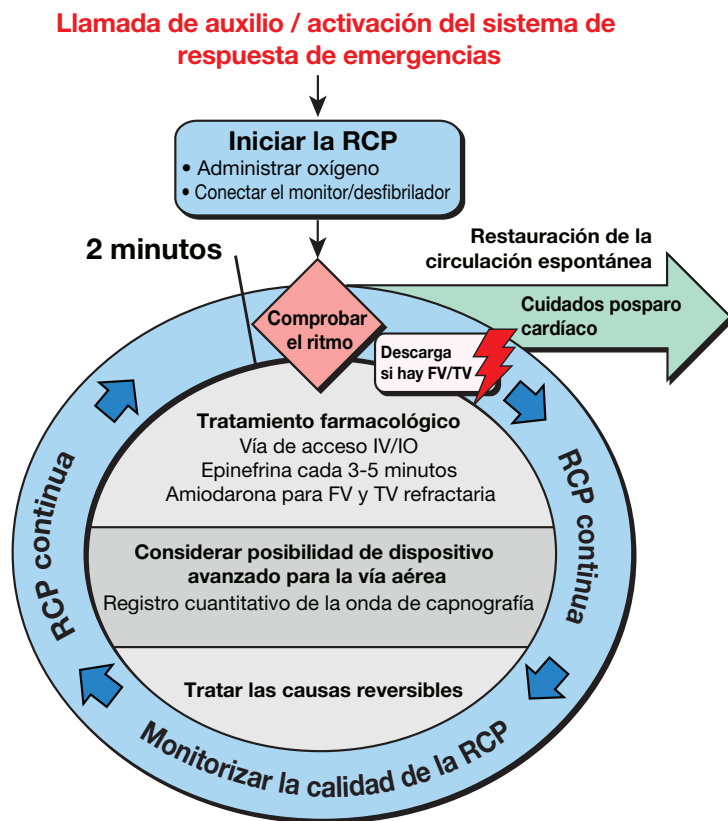 Llamada de auxilio / activación del sistema de
respuesta de emergencias
Iniciar la RCP
• Administrar oxígeno
• Conectar el monitor/desfibrilador
2 minutos
Restauración de la
circulación espontánea
Cuidados posparo
cardíaco
Comprobar
el ritmo
Descarga
si hay FV/TV
Tratamiento farmacológico
Vía de acceso IV/IO
Epinefrina cada 3-5 minutos
Amiodarona para FV y TV refractaria
RCP continua
RCP continua
Considerar posibilidad de dispositivo
avanzado para la vía aérea
Registro cuantitativo de la onda de capnografía
Tratar las causas reversibles
Monitorizar la calidad de la RCP